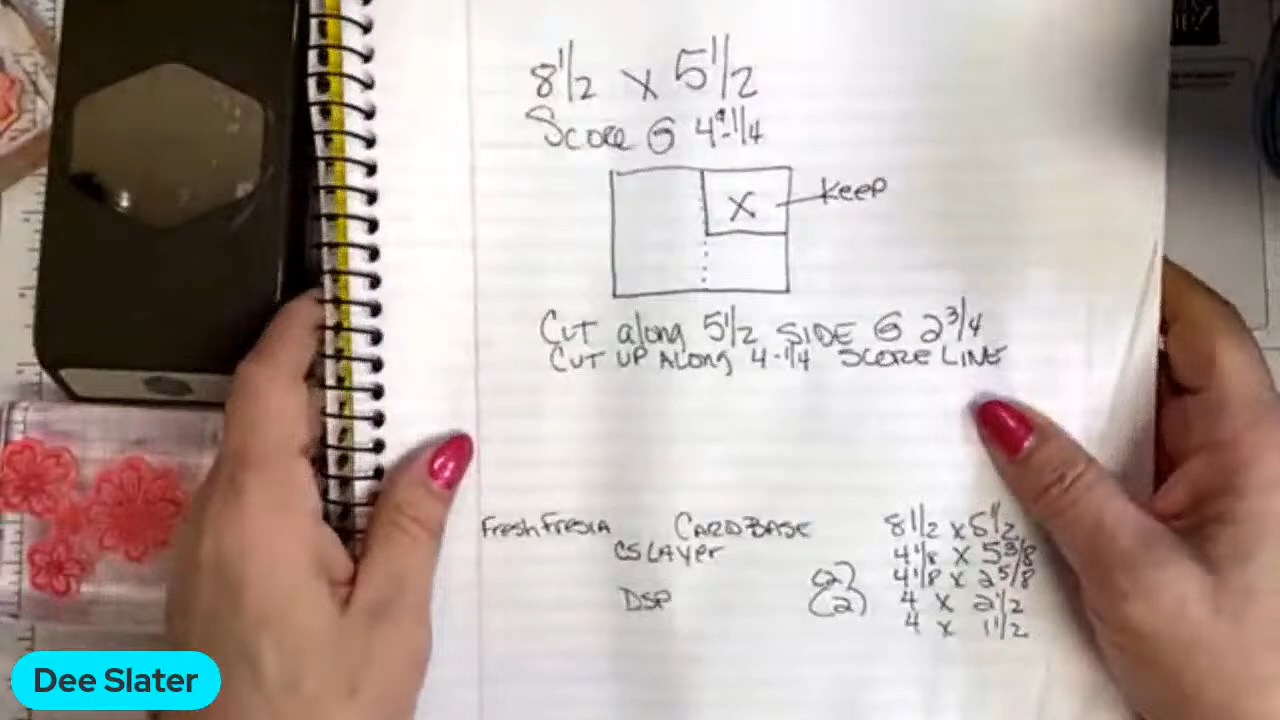 8 1/2 x 5 1/2
Score @ 4-1/4
X
Keep
CUT along 5 1/2 SIDE @ 2 3/4
CUT UP ALONG 4-1/4 SCORE LINE
Fresh Fresia CARD BASE 8 1/2 x 5 1/2
CS LAYER 4 1/8 x 5 3/8
(2) 4 1/8 x 2 5/8
DSP (2) 4 x 2 1/2
4 x 1 1/2
Dee Slater